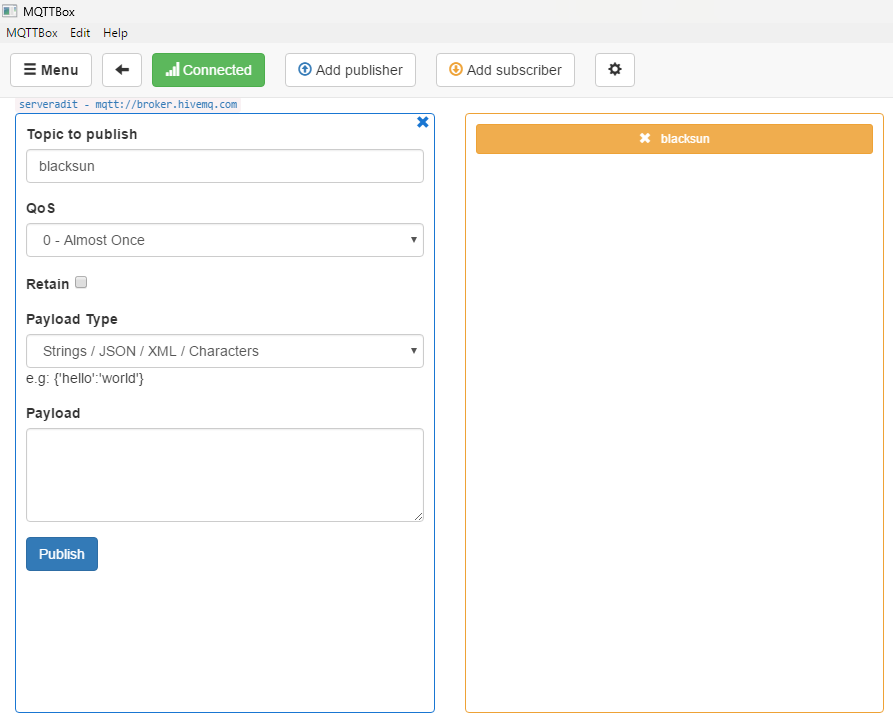 MQTTBox
MQTTBox Edit Help
Menu Connected Add publisher Add subscriber
serveradit - mqtt://broker.hivemq.com
Topic to publish
blacksun
QoS
0 - Almost Once
Retain
Payload Type
Strings / JSON / XML / Characters
e.g: {'hello':'world'}
Payload
Publish
blacksun